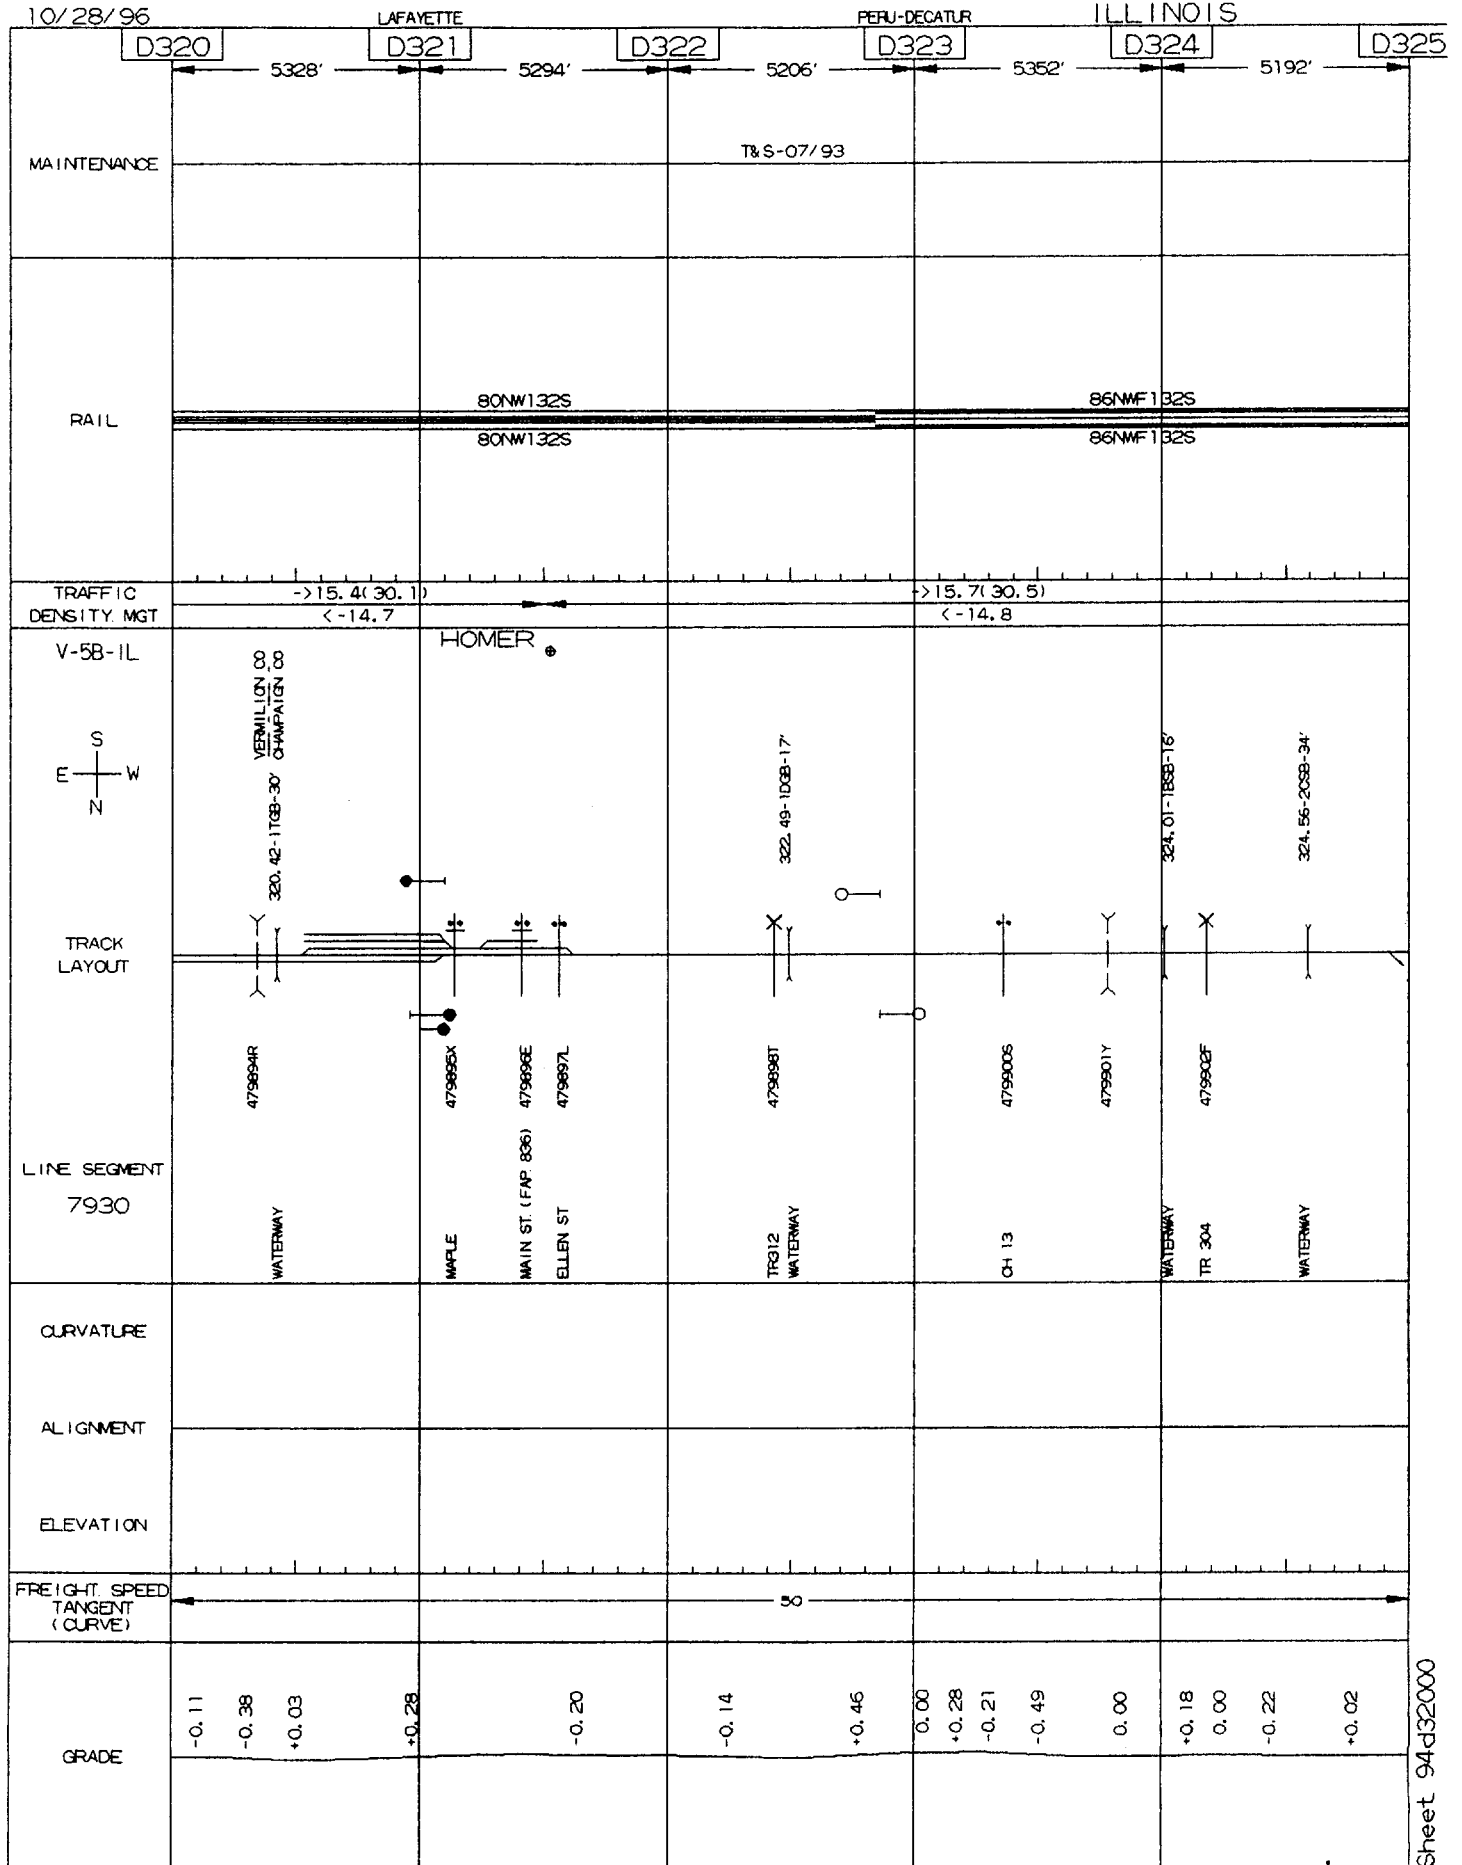 10/28/96 LAFAYETTE PERU-DECATUR ILLINOIS
D320 D321 D322 D323 D324 D325
5328' 5294' 5206' 5352' 5192'
MAINTENANCE T&S-07/93
80NW132S 86NWF132S
RAIL
80NW132S 86NWF132S
TRAFFIC ->15.4(30.1) ->15.7(30.5)
DENSITY MGT <-14.7 <-14.8
V-5B-IL HOMER
VERMILION
CHAMPAIGN
S
E W
N
320.42-1TGB-30'
322.49-1DGB-17'
324.01-1BSB-16'
324.56-2CSB-34'
TRACK
LAYOUT
479894R
479895X
479896E
479897L
479898T
479900S
479901Y
479902F
LINE SEGMENT
7930
WATERWAY
MAPLE
MAIN ST. (FAP. 836)
ELLEN ST
TR312
WATERWAY
CH 13
WATERWAY
TR 304
WATERWAY
CURVATURE
ALIGNMENT
ELEVATION
FREIGHT SPEED
TANGENT 50
(CURVE)
GRADE
-0.11
-0.38
+0.03
+0.28
-0.20
-0.14
+0.46
0.00
+0.28
-0.21
-0.49
0.00
+0.18
0.00
-0.22
+0.02
Sheet 94d32000